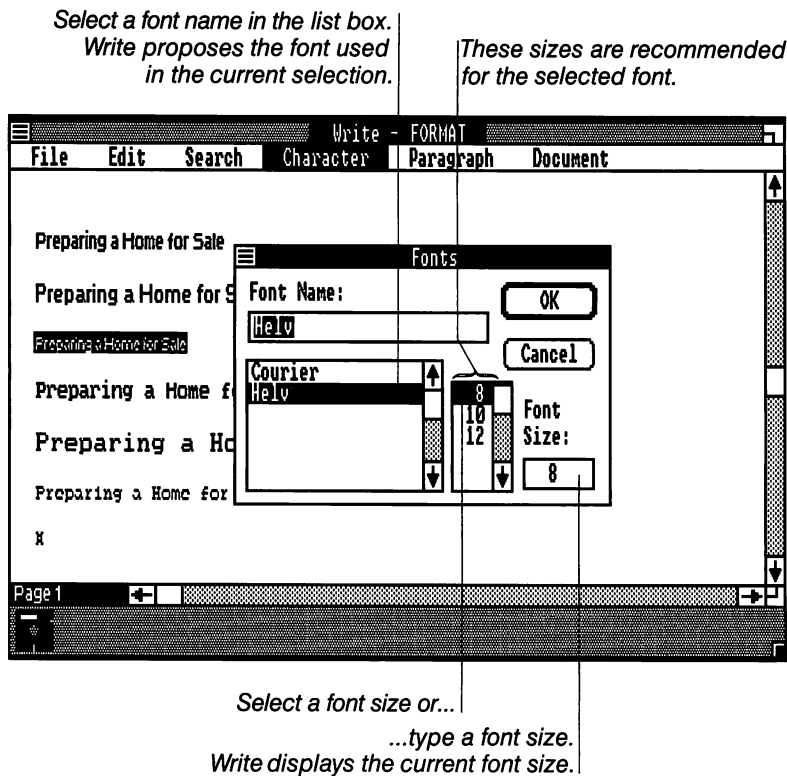 Select a font name in the list box.
Write proposes the font used
in the current selection.
These sizes are recommended
for the selected font.
Write - FORMAT
File Edit Search Character Paragraph Document
Preparing a Home for Sale
Preparing a Home for S
Preparing a Home for Sale
Preparing a Home f
Preparing a Ho
Preparing a Home for
Fonts
Font Name:
Helv
OK
Cancel
Courier
Helv
8
10
12
Font
Size:
8
Page 1
Select a font size or...
...type a font size.
Write displays the current font size.